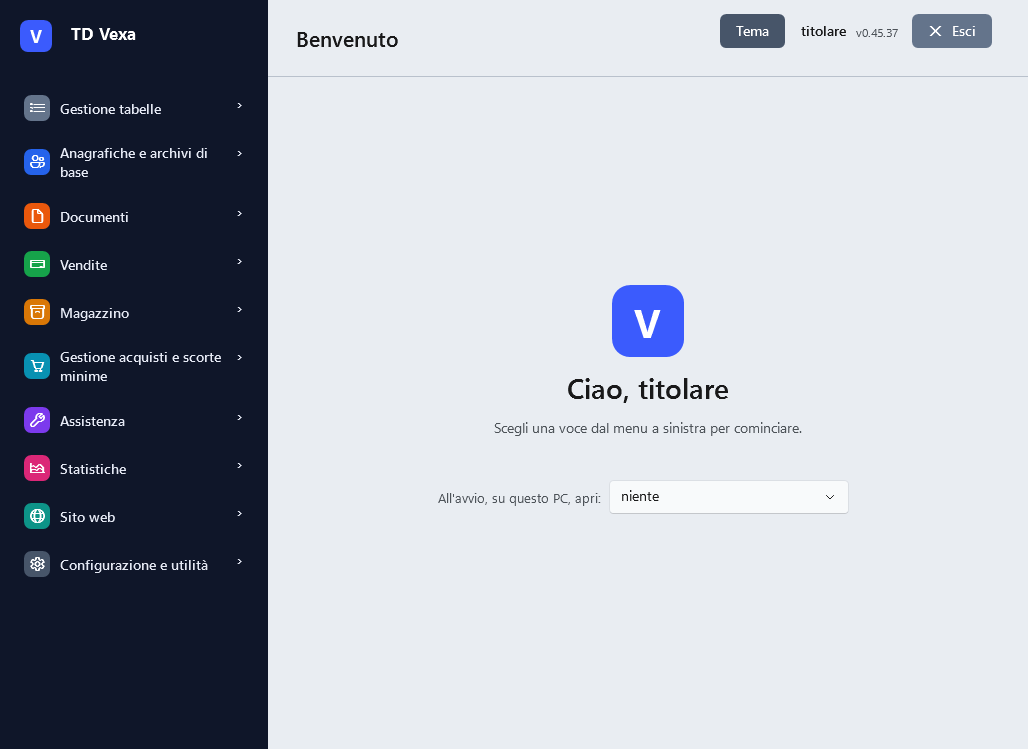 V
TD Vexa
Gestione tabelle
Anagrafiche e archivi di
base
Documenti
Vendite
Magazzino
Gestione acquisti e scorte
minime
Assistenza
Statistiche
Sito web
Configurazione e utilità
Benvenuto
Tema
titolare
v0.45.37
Esci
V
Ciao, titolare
Scegli una voce dal menu a sinistra per cominciare.
All'avvio, su questo PC, apri:
niente